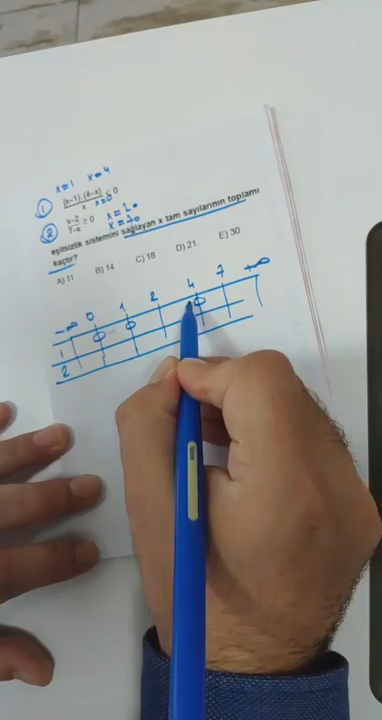 x=1 x=4
1 (x-1).(4-x) / x ≤ 0 x=0
2 x-2 / 7-x ≥ 0 x=2
x=7
eşitsizlik sistemini sağlayan x tam sayılarının toplamı
kaçtır?
A) 11 B) 14 C) 18 D) 21 E) 30
-∞ 0 1 2 4 7 +∞
1
2